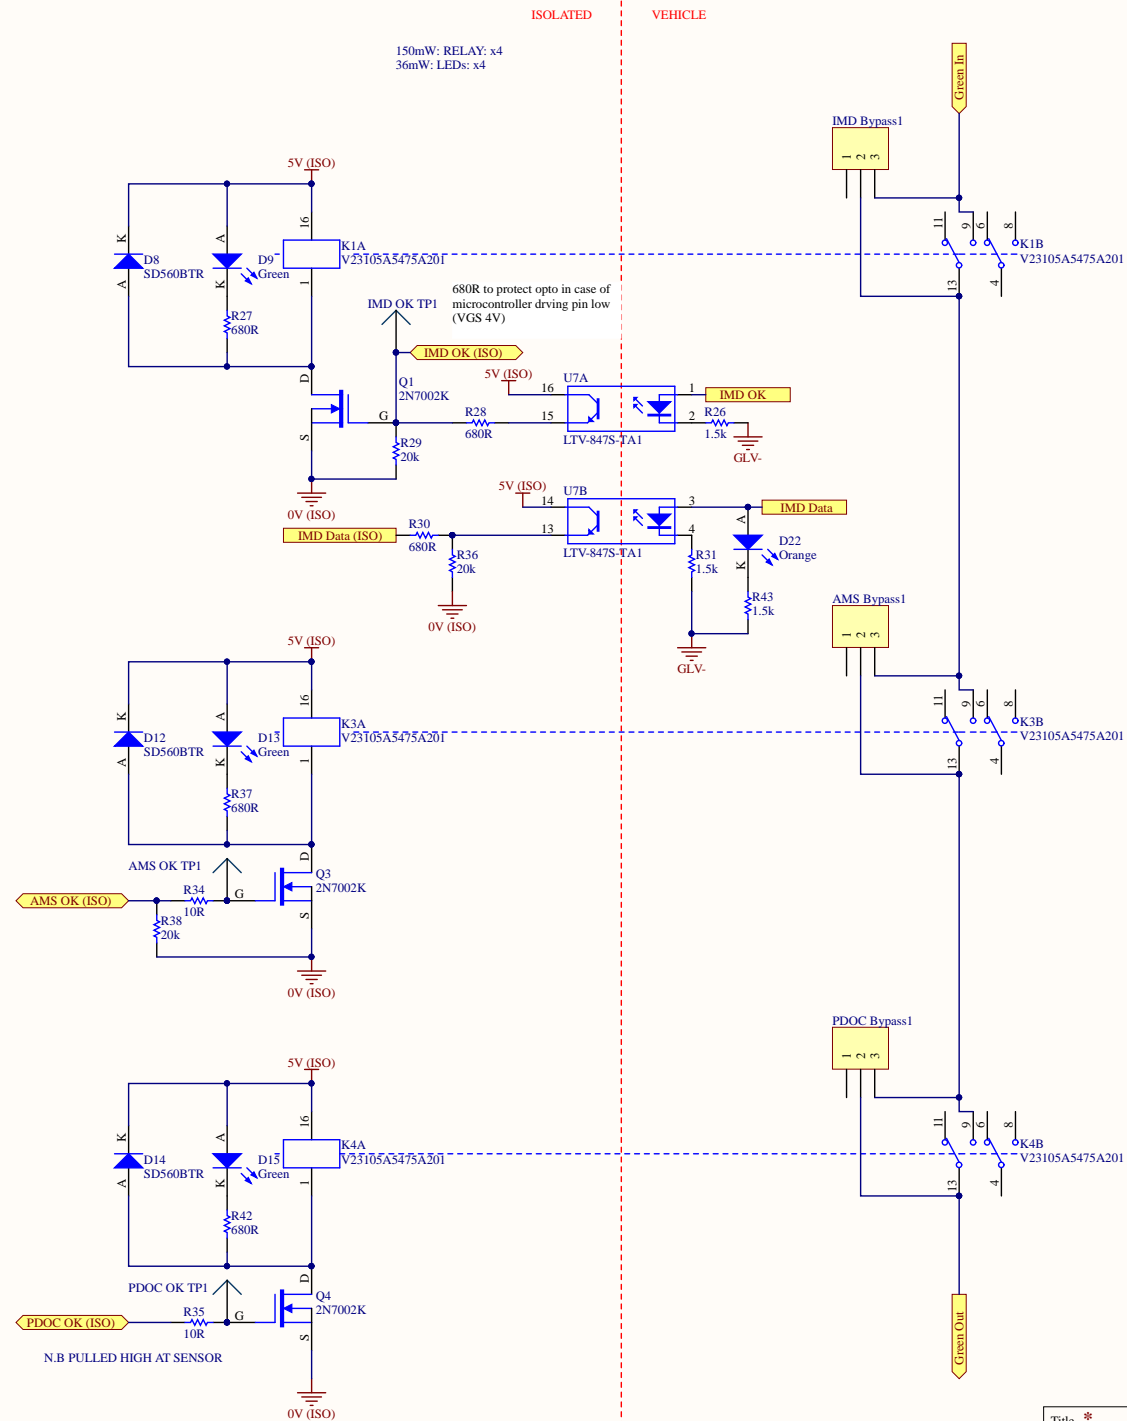 ISOLATED
VEHICLE
150mW: RELAY: x4
36mW: LEDs: x4
Green In
IMD Bypass1
1 2 3
5V (ISO)
K
D8
SD560BTR
A
A
D9
Green
K
R27
680R
16
K1A
V23105A5475A201
1
11
9
6
8
K1B
V23105A5475A201
13
4
680R to protect opto in case of
microcontroller drving pin low
(VGS 4V)
IMD OK TP1
IMD OK (ISO)
D
Q1
2N7002K
G
S
R28
680R
R29
20k
0V (ISO)
5V (ISO)
U7A
16
15
LTV-847S-TA1
1
2
IMD OK
R26
1.5k
GLV-
5V (ISO)
U7B
14
13
LTV-847S-TA1
3
4
IMD Data
IMD Data (ISO)
R30
680R
R36
20k
0V (ISO)
A
D22
Orange
K
R31
1.5k
R43
1.5k
GLV-
AMS Bypass1
1 2 3
5V (ISO)
K
D12
SD560BTR
A
A
D13
Green
K
R37
680R
16
K3A
V23105A5475A201
1
11
9
6
8
K3B
V23105A5475A201
13
4
AMS OK TP1
AMS OK (ISO)
R34
10R
R38
20k
G
D
Q3
2N7002K
S
0V (ISO)
PDOC Bypass1
1 2 3
5V (ISO)
K
D14
SD560BTR
A
A
D15
Green
K
R42
680R
16
K4A
V23105A5475A201
1
11
9
6
8
K4B
V23105A5475A201
13
4
PDOC OK TP1
PDOC OK (ISO)
R35
10R
G
D
Q4
2N7002K
S
N.B PULLED HIGH AT SENSOR
0V (ISO)
Green Out
Title *